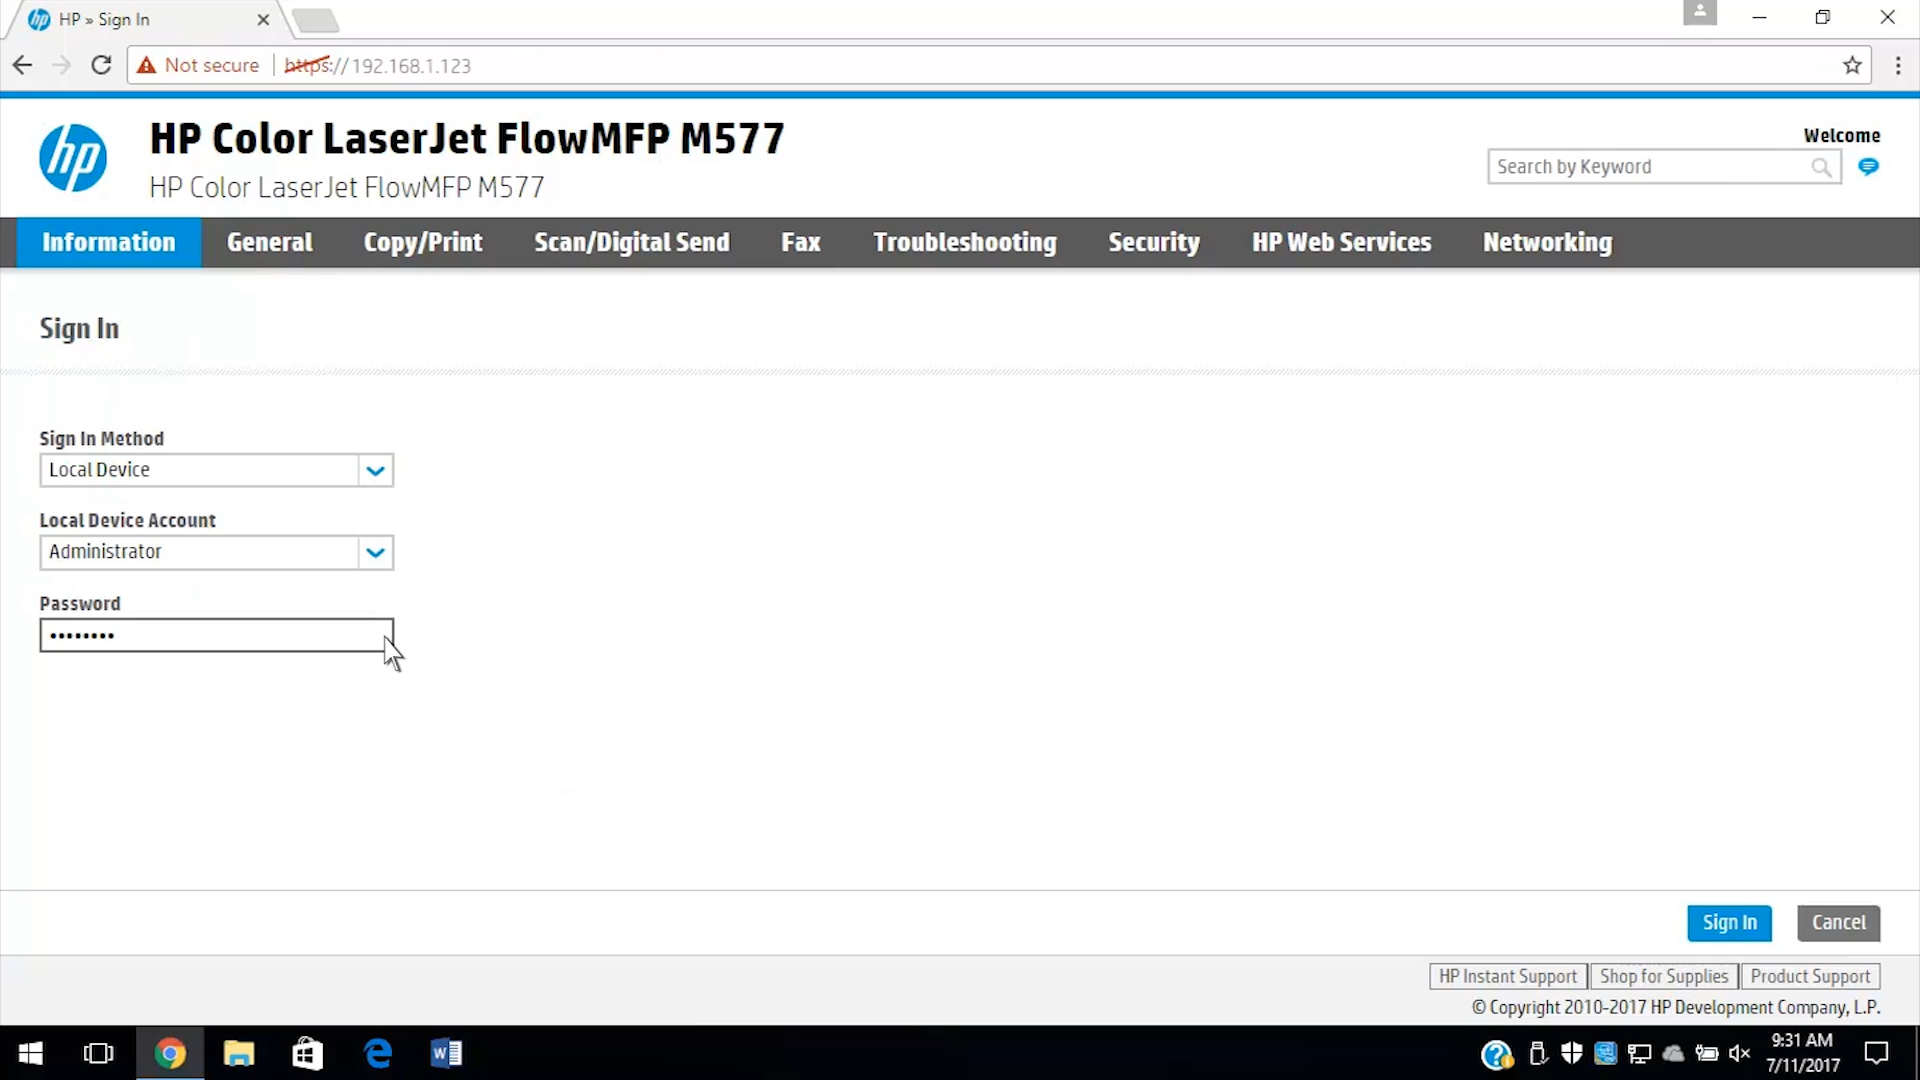 HP » Sign In
Not secure https://192.168.1.123
hp
HP Color LaserJet FlowMFP M577
HP Color LaserJet FlowMFP M577
Welcome
Search by Keyword
Information General Copy/Print Scan/Digital Send Fax Troubleshooting Security HP Web Services Networking
Sign In
Sign In Method
Local Device
Local Device Account
Administrator
Password
••••••••
Sign In Cancel
HP Instant Support Shop for Supplies Product Support
© Copyright 2010-2017 HP Development Company, L.P.
9:31 AM
7/11/2017